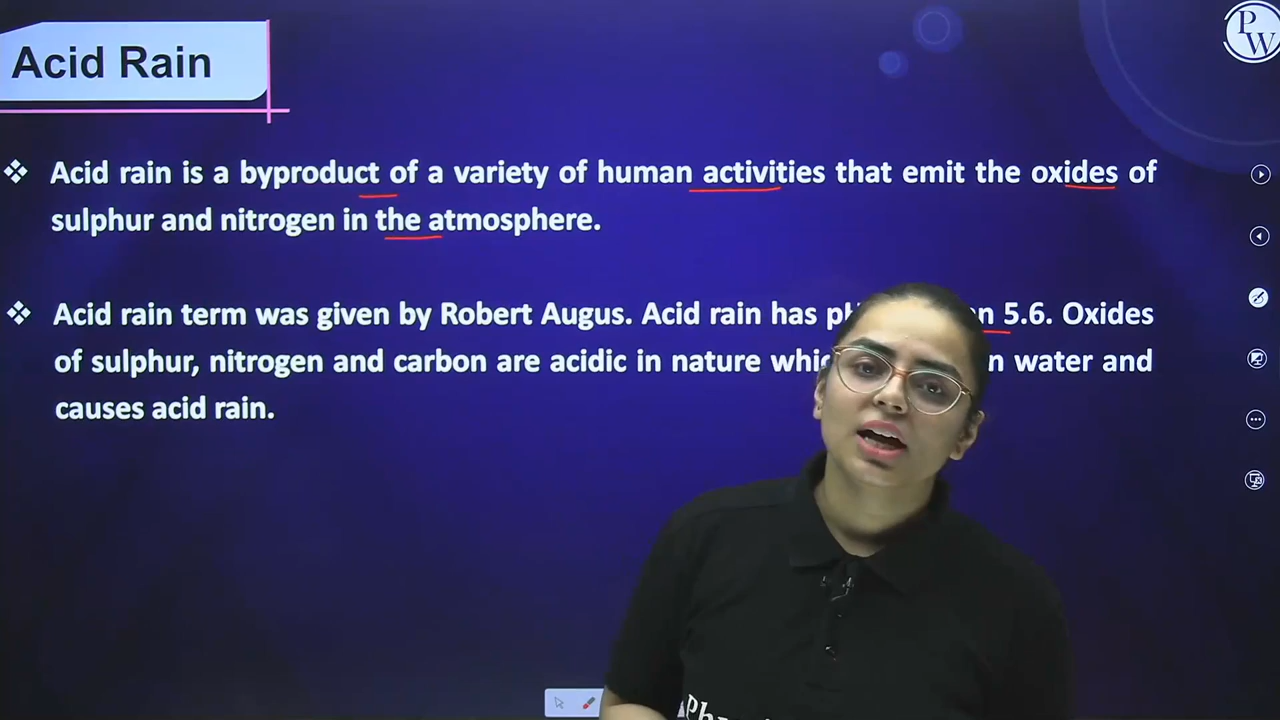 Acid Rain
PW
Acid rain is a byproduct of a variety of human activities that emit the oxides of
sulphur and nitrogen in the atmosphere.
Acid rain term was given by Robert Augus. Acid rain has 5.6. Oxides
of sulphur, nitrogen and carbon are acidic in nature water and
causes acid rain.